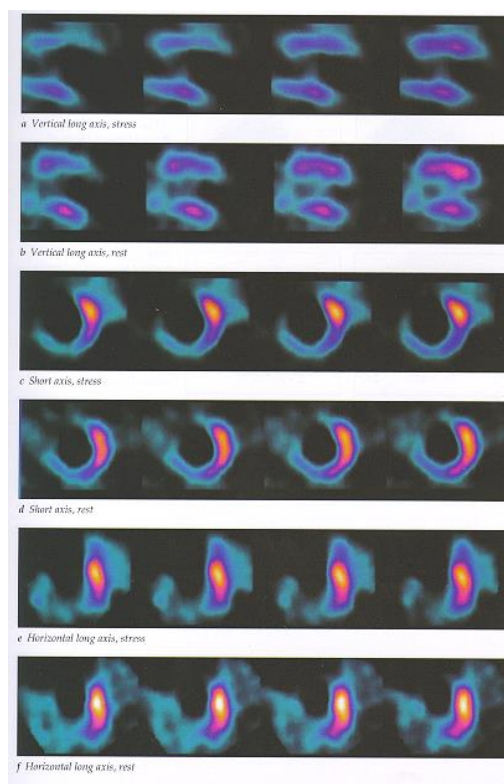 a Vertical long axis, stress
b Vertical long axis, rest
c Short axis, stress
d Short axis, rest
e Horizontal long axis, stress
f Horizontal long axis, rest